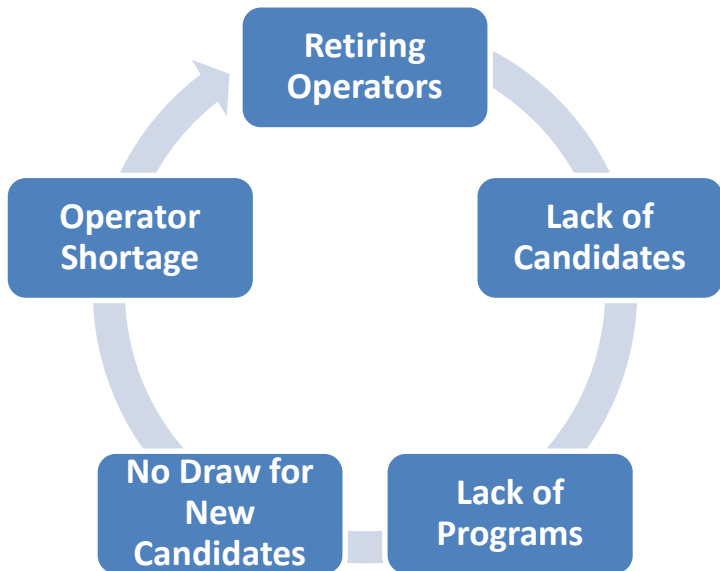 Retiring
Operators
Lack of
Candidates
Lack of
Programs
No Draw for
New
Candidates
Operator
Shortage